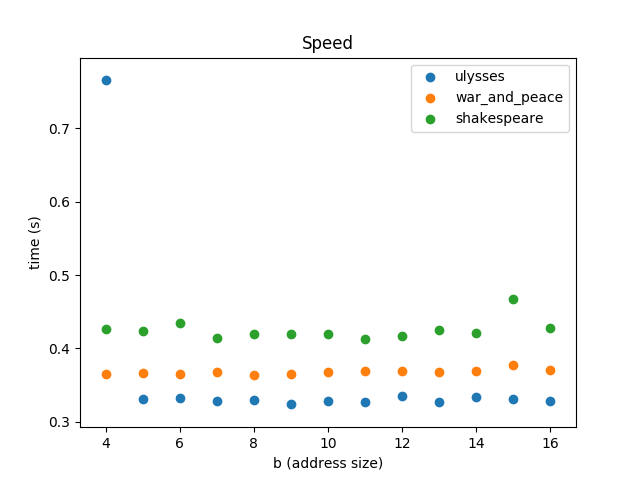 Speed
ulysses
war_and_peace
shakespeare
time (s)
0.7
0.6
0.5
0.4
0.3
4 6 8 10 12 14 16
b (address size)